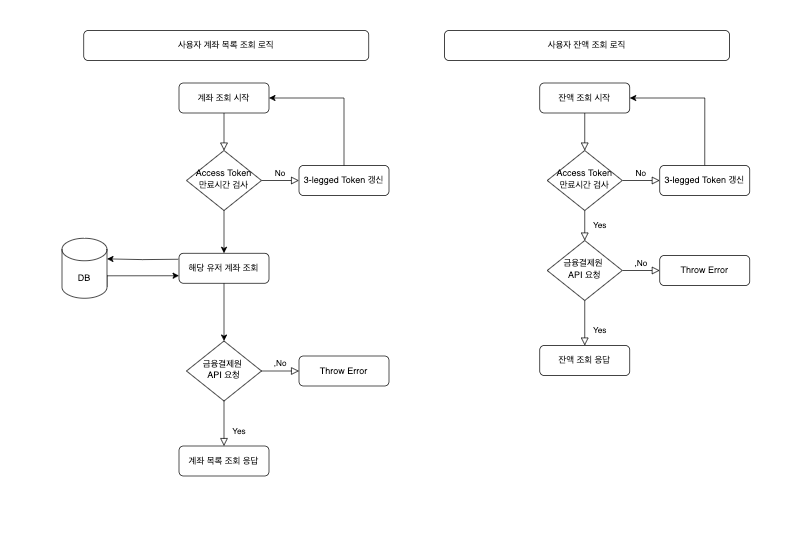 사용자 계좌 목록 조회 로직
계좌 조회 시작
Access Token
만료시간 검사
No
3-legged Token 갱신
DB
해당 유저 계좌 조회
금융결제원
API 요청
,No
Throw Error
Yes
계좌 목록 조회 응답
사용자 잔액 조회 로직
잔액 조회 시작
Access Token
만료시간 검사
No
3-legged Token 갱신
Yes
금융결제원
API 요청
,No
Throw Error
Yes
잔액 조회 응답